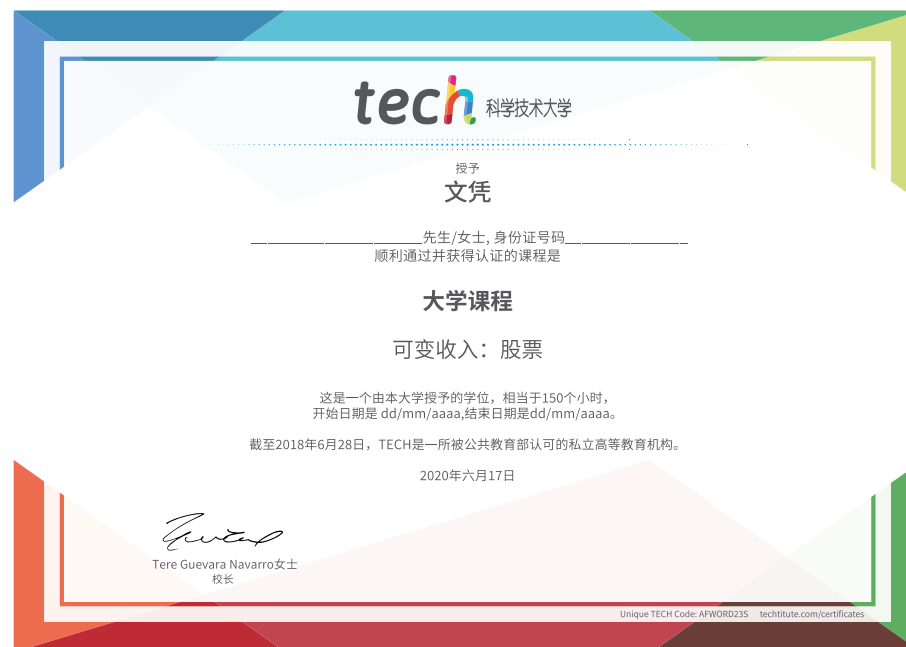 tech 科学技术大学
授予
文凭
________________________先生/女士, 身份证号码_________________
顺利通过并获得认证的课程是
大学课程
可变收入：股票
这是一个由本大学授予的学位，相当于150个小时，
开始日期是 dd/mm/aaaa,结束日期是dd/mm/aaaa。
截至2018年6月28日，TECH是一所被公共教育部认可的私立高等教育机构。
2020年六月17日
Tere Guevara Navarro女士
校长
Unique TECH Code: AFWORD23S techtitute.com/certificates